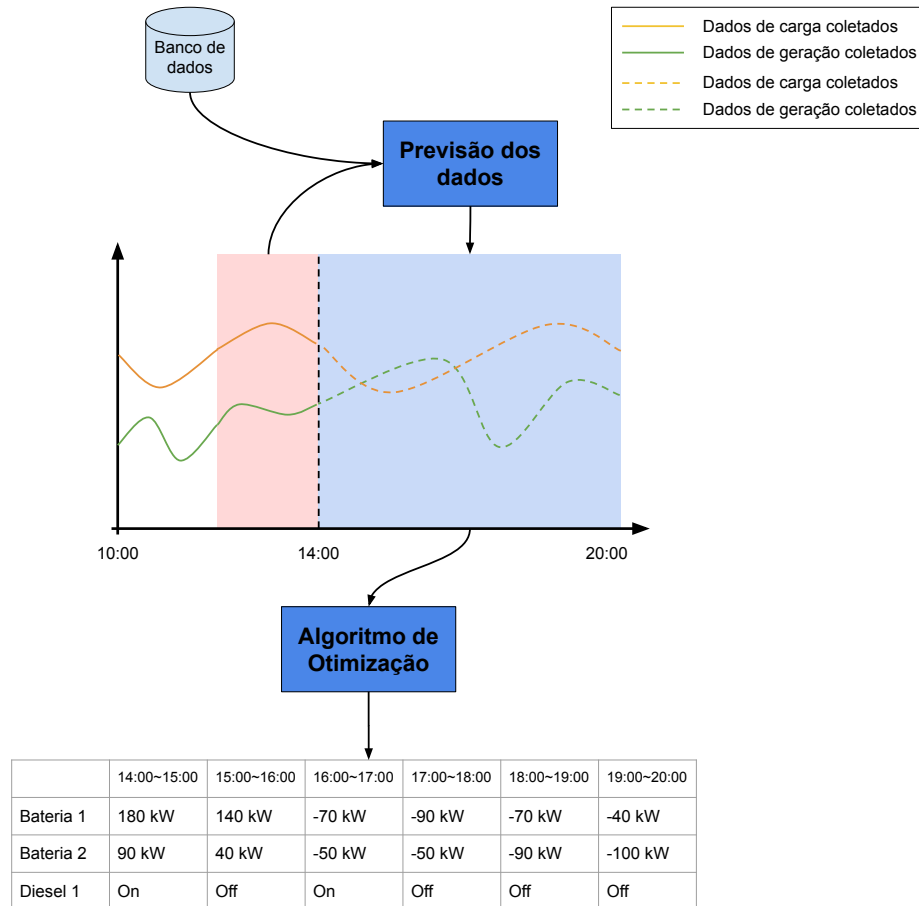 Banco de
dados
Dados de carga coletados
Dados de geração coletados
Dados de carga coletados
Dados de geração coletados
Previsão dos
dados
10:00 14:00 20:00
Algoritmo de
Otimização
14:00~15:00 15:00~16:00 16:00~17:00 17:00~18:00 18:00~19:00 19:00~20:00
Bateria 1 180 kW 140 kW -70 kW -90 kW -70 kW -40 kW
Bateria 2 90 kW 40 kW -50 kW -50 kW -90 kW -100 kW
Diesel 1 On Off On Off Off Off